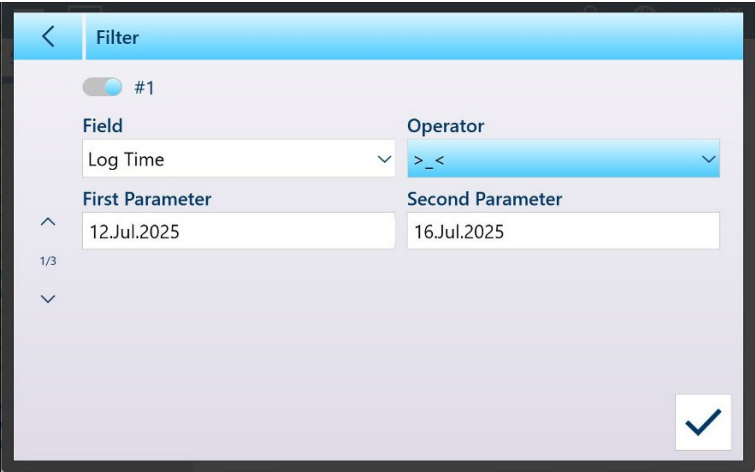 Filter
#1
Field
Operator
Log Time
>_<
First Parameter
Second Parameter
12.Jul.2025
16.Jul.2025
1/3